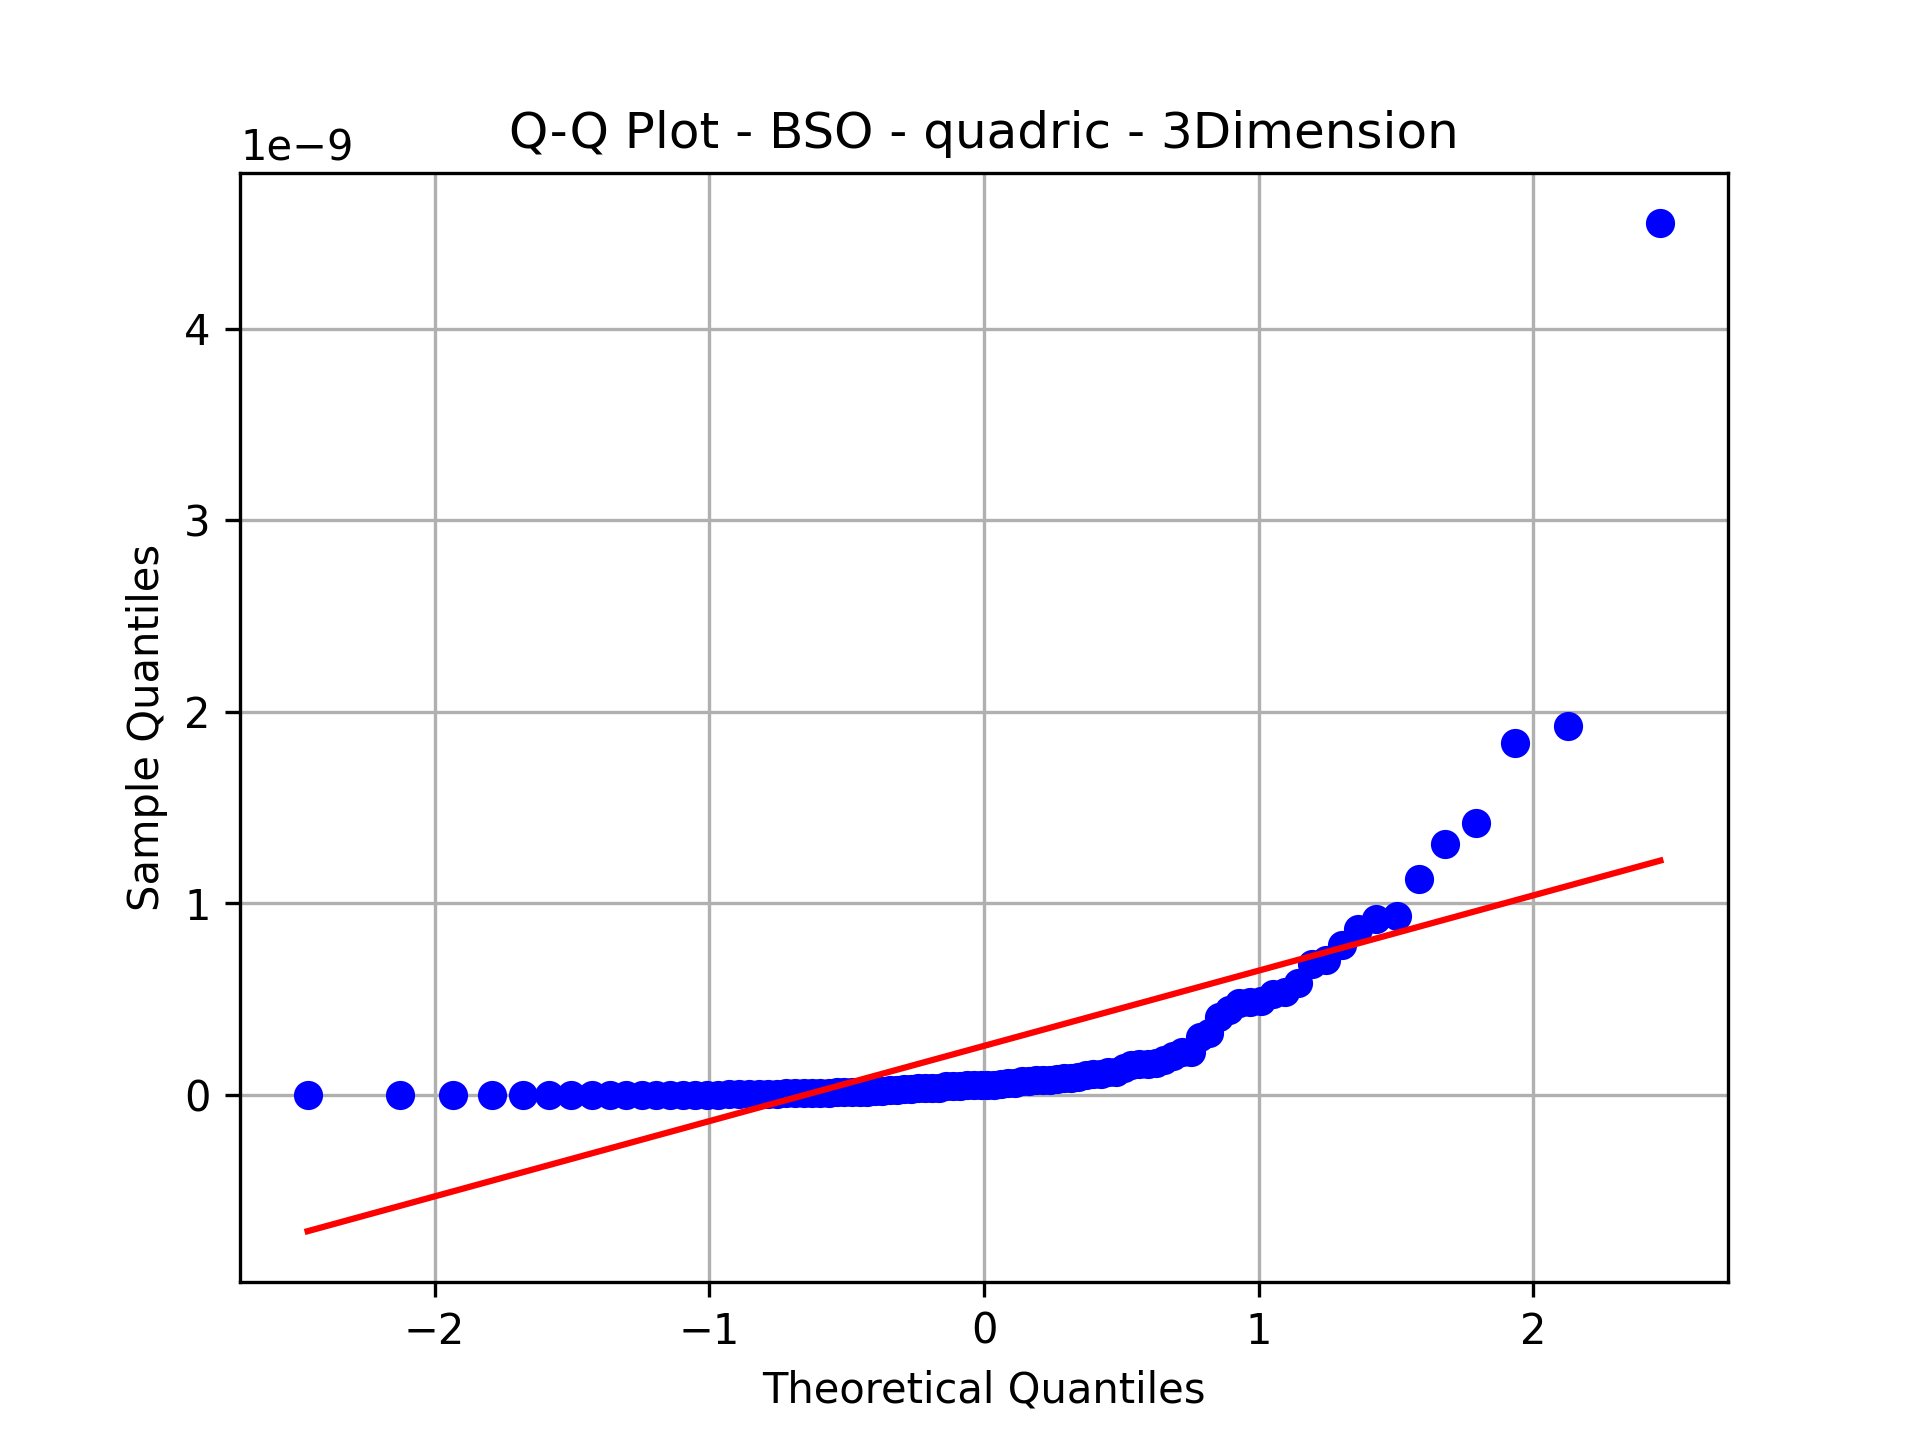 Q-Q Plot - BSO - quadric - 3Dimension
1e−9
4
3
2
1
0
Sample Quantiles
−2
−1
0
1
2
Theoretical Quantiles